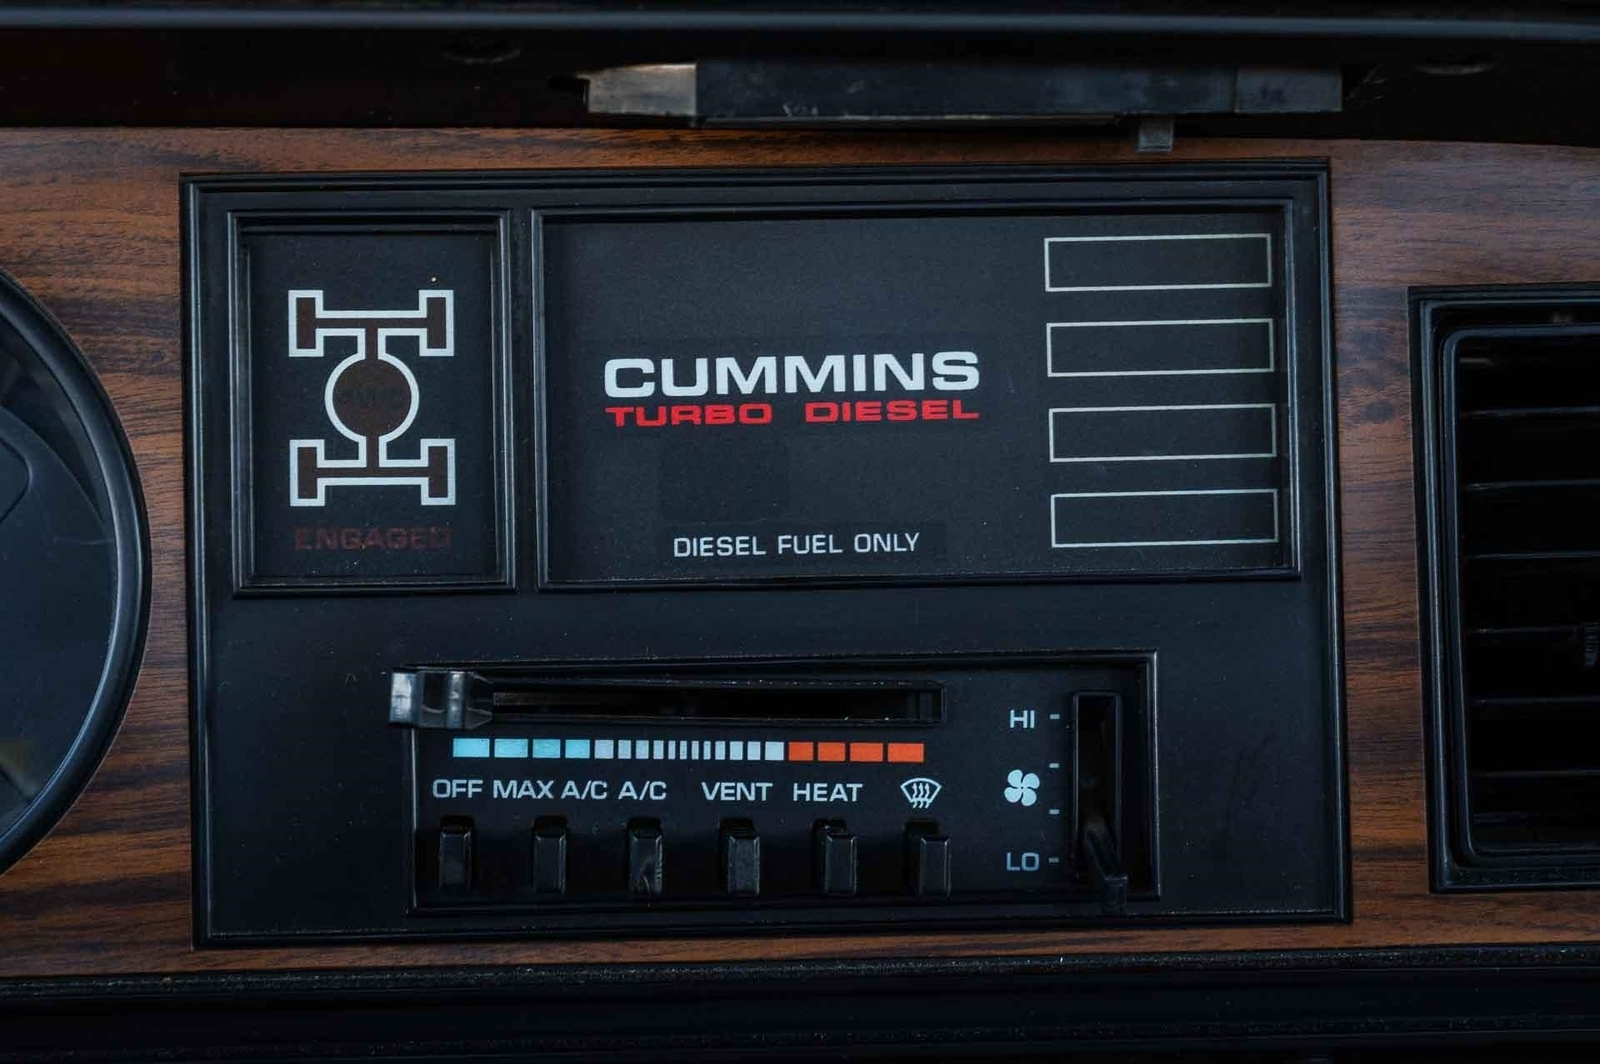 CUMMINS
TURBO DIESEL
ENGAGED
DIESEL FUEL ONLY
OFF MAX A/C A/C VENT HEAT
HI
LO